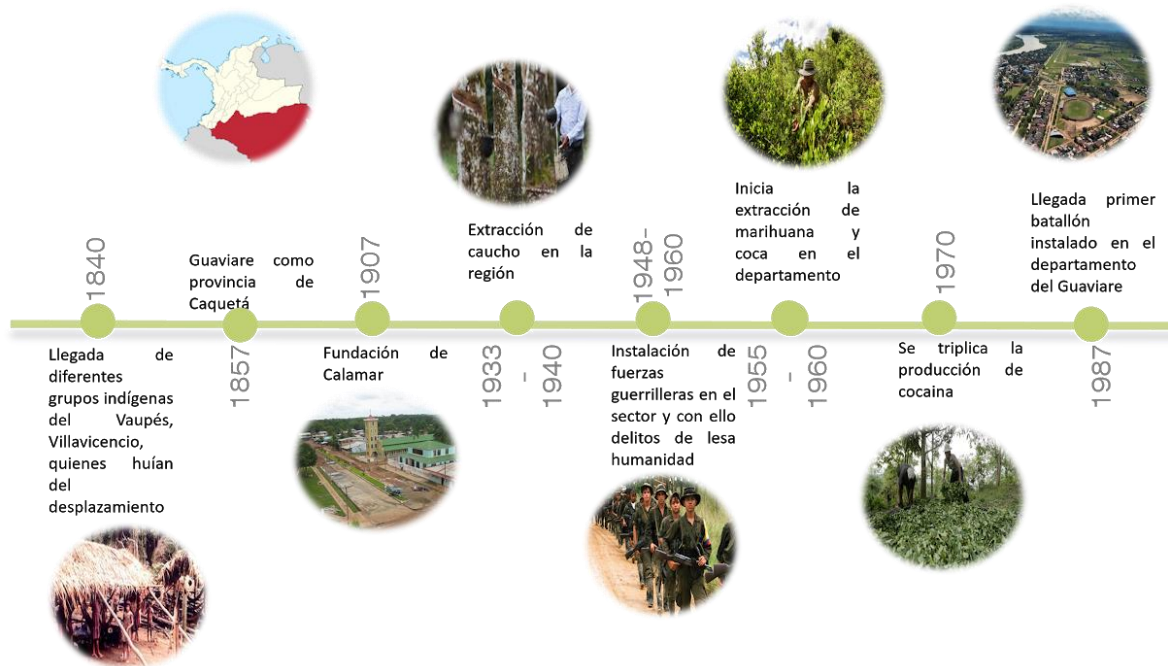 1840
Llegada de
diferentes
grupos indígenas
del Vaupés,
Villavicencio,
quienes huían
del
desplazamiento
Guaviare como
provincia de
Caquetá
1857
1907
Fundación de
Calamar
Extracción de
caucho en la
región
1933
-
1940
1948-
1960
Instalación de
fuerzas
guerrilleras en el
sector y con ello
delitos de lesa
humanidad
Inicia la
extracción de
marihuana y
coca en el
departamento
1955
-
1960
1970
Se triplica la
producción de
cocaina
Llegada primer
batallón
instalado en el
departamento
del Guaviare
1987